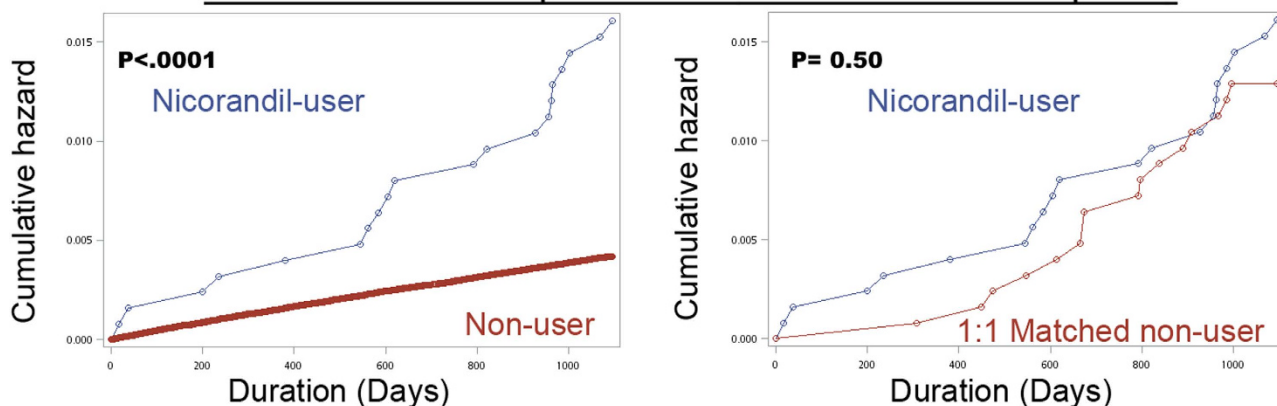 Cumulative hazard
0.015
0.010
0.005
0.000
P<.0001
Nicorandil-user
Non-user
0
200
400
600
800
1000
Duration (Days)
Cumulative hazard
0.015
0.010
0.005
0.000
P= 0.50
Nicorandil-user
1:1 Matched non-user
0
200
400
600
800
1000
Duration (Days)